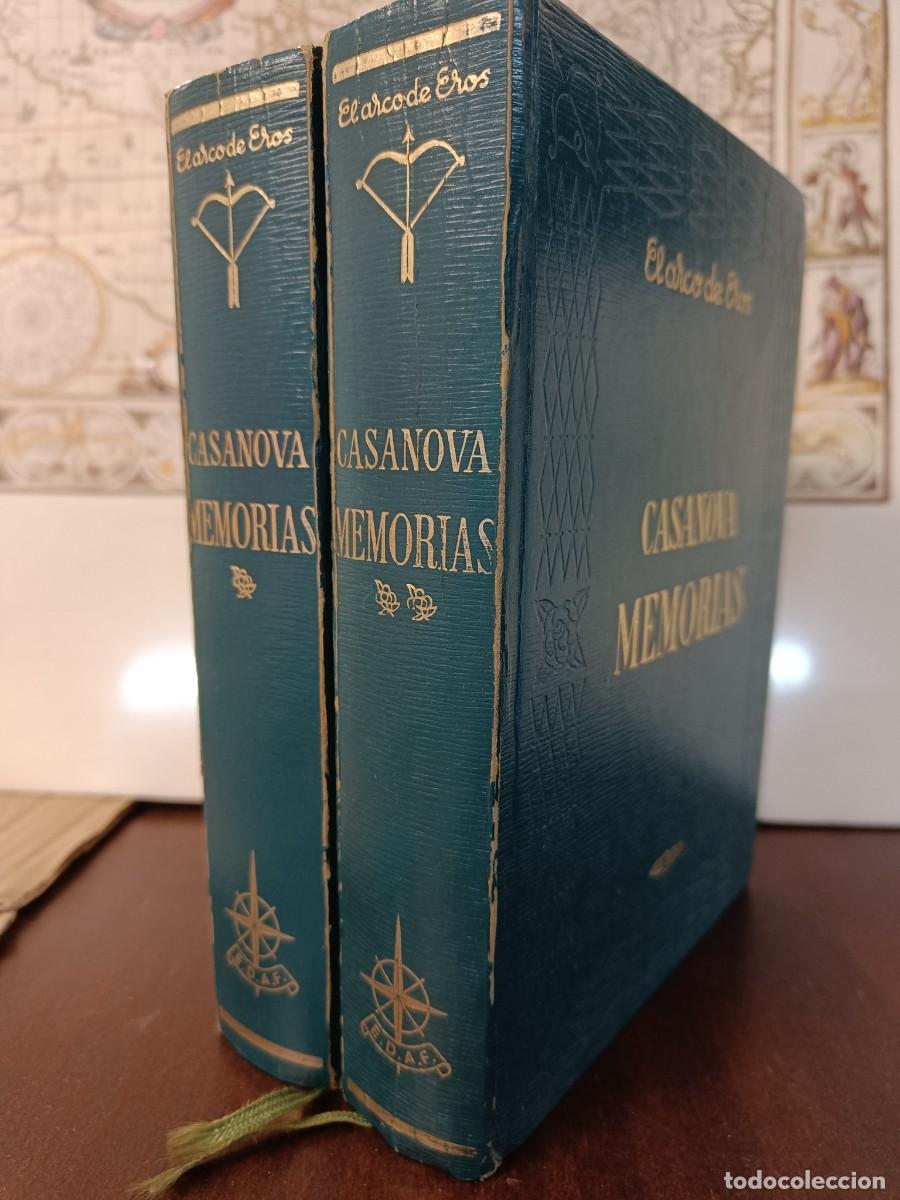 El arco de Eros
CASANOVA
MEMORIAS
E.D.A.F.
El arco de Eros
CASANOVA
MEMORIAS
E.D.A.F.
El arco de Eros
CASANOVA
MEMORIAS
todocoleccion